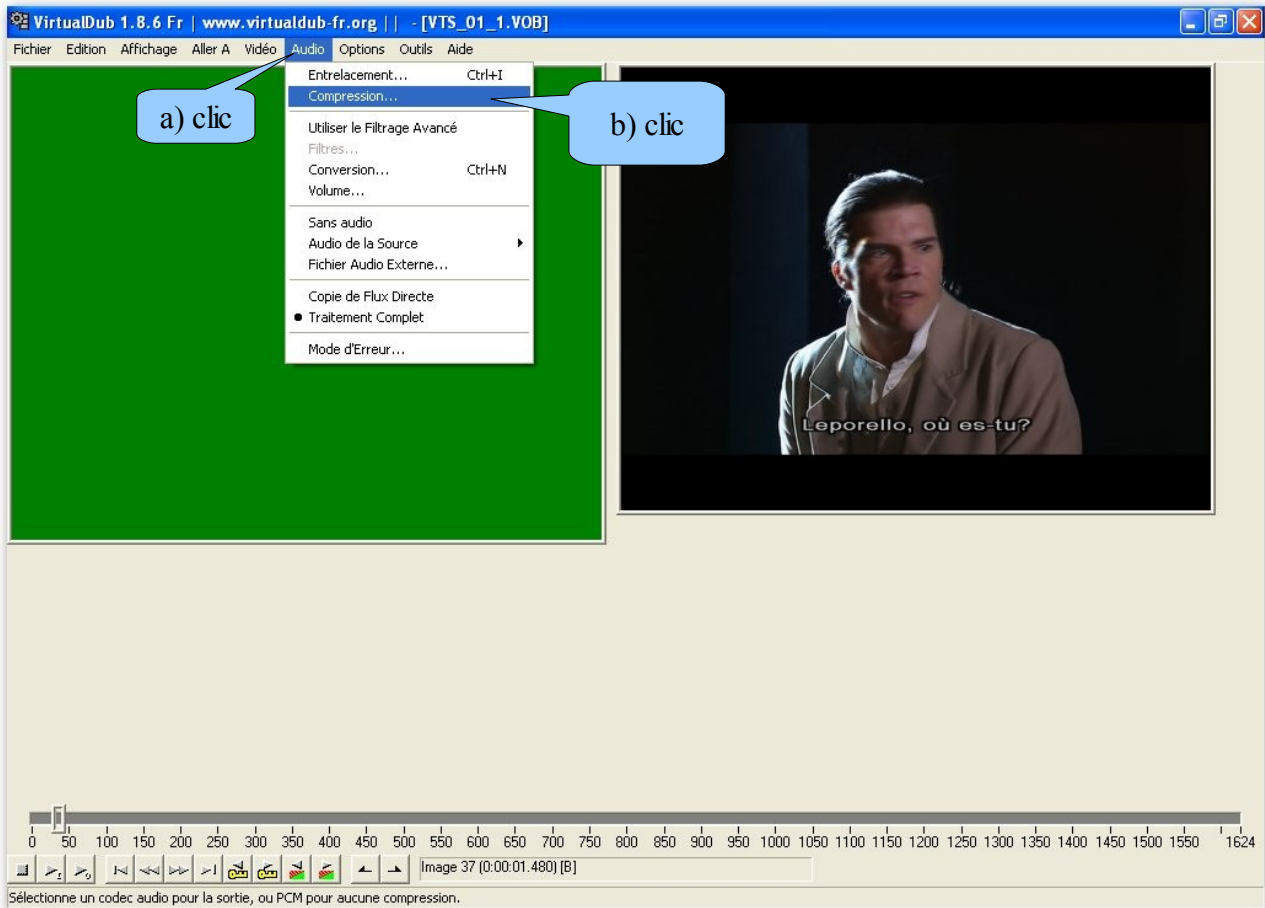 VirtualDub 1.8.6 Fr | www.virtualdub-fr.org || - [VTS_01_1.VOB]
Fichier Edition Affichage Aller A Vidéo Audio Options Outils Aide
Entrelacement... Ctrl+I
Compression...
a) clic
b) clic
Utiliser le Filtrage Avancé
Filtres...
Conversion... Ctrl+N
Volume...
Sans audio
Audio de la Source
Fichier Audio Externe...
Copie de Flux Directe
Traitement Complet
Mode d'Erreur...
Leporello, où es-tu?
0 50 100 150 200 250 300 350 400 450 500 550 600 650 700 750 800 850 900 950 1000 1050 1100 1150 1200 1250 1300 1350 1400 1450 1500 1550 1624
Image 37 (0:00:01.480) [B]
Sélectionne un codec audio pour la sortie, ou PCM pour aucune compression.